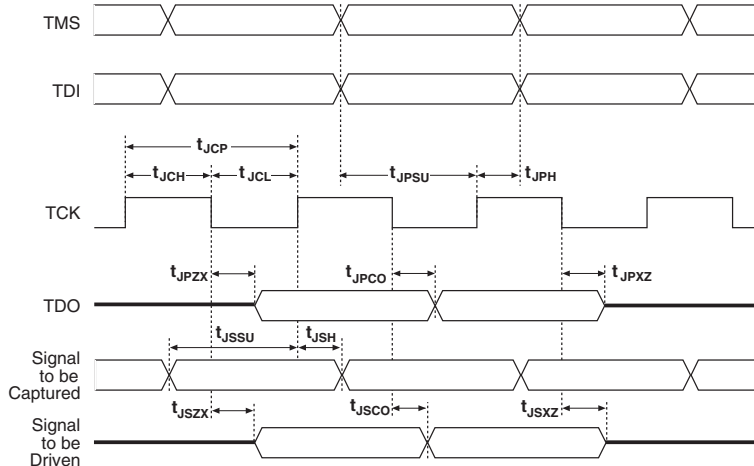 TMS
TDI
tJCP
tJCH tJCL tJPSU tJPH
TCK
tJPZX tJPCO tJPXZ
TDO
tJSSU tJSH
Signal
to be
Captured
tJSZX tJSCO tJSXZ
Signal
to be
Driven